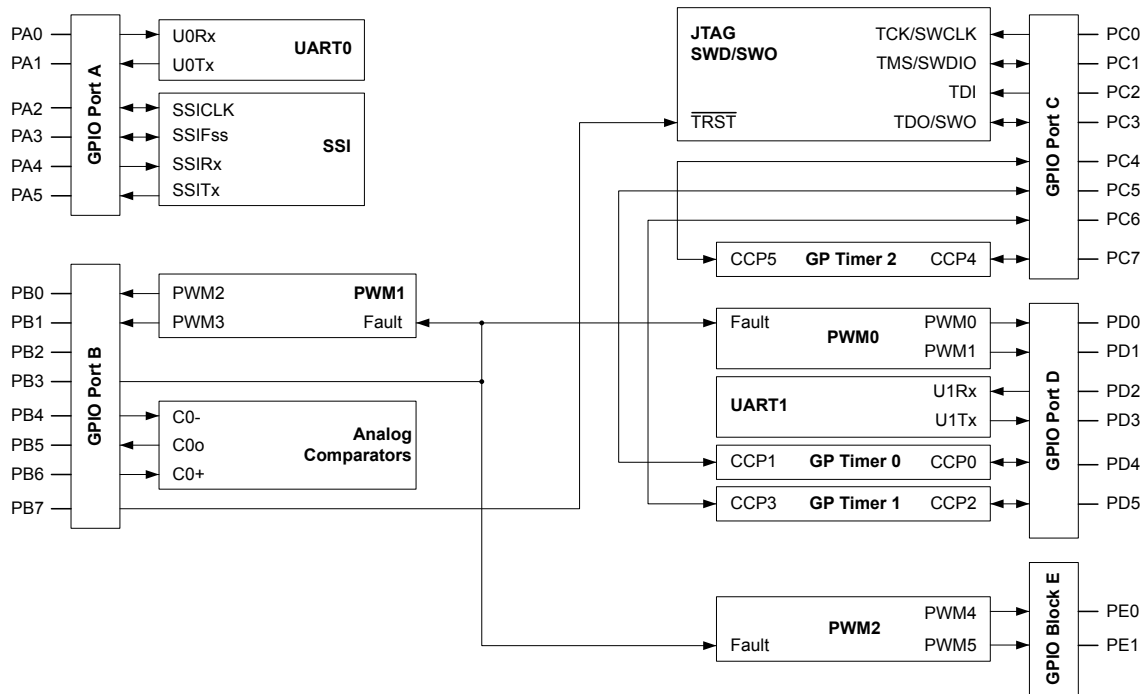 PA0
PA1
PA2
PA3
PA4
PA5
GPIO Port A
U0Rx
U0Tx
UART0
SSICLK
SSIFss
SSIRx
SSITx
SSI
PB0
PB1
PB2
PB3
PB4
PB5
PB6
PB7
GPIO Port B
PWM2
PWM3
PWM1
Fault
C0-
C0o
C0+
Analog
Comparators
JTAG
SWD/SWO
TRST
TCK/SWCLK
TMS/SWDIO
TDI
TDO/SWO
CCP5 GP Timer 2 CCP4
GPIO Port C
PC0
PC1
PC2
PC3
PC4
PC5
PC6
PC7
Fault
PWM0
PWM0
PWM1
UART1
U1Rx
U1Tx
CCP1 GP Timer 0 CCP0
CCP3 GP Timer 1 CCP2
GPIO Port D
PD0
PD1
PD2
PD3
PD4
PD5
Fault
PWM2
PWM4
PWM5
GPIO Block E
PE0
PE1